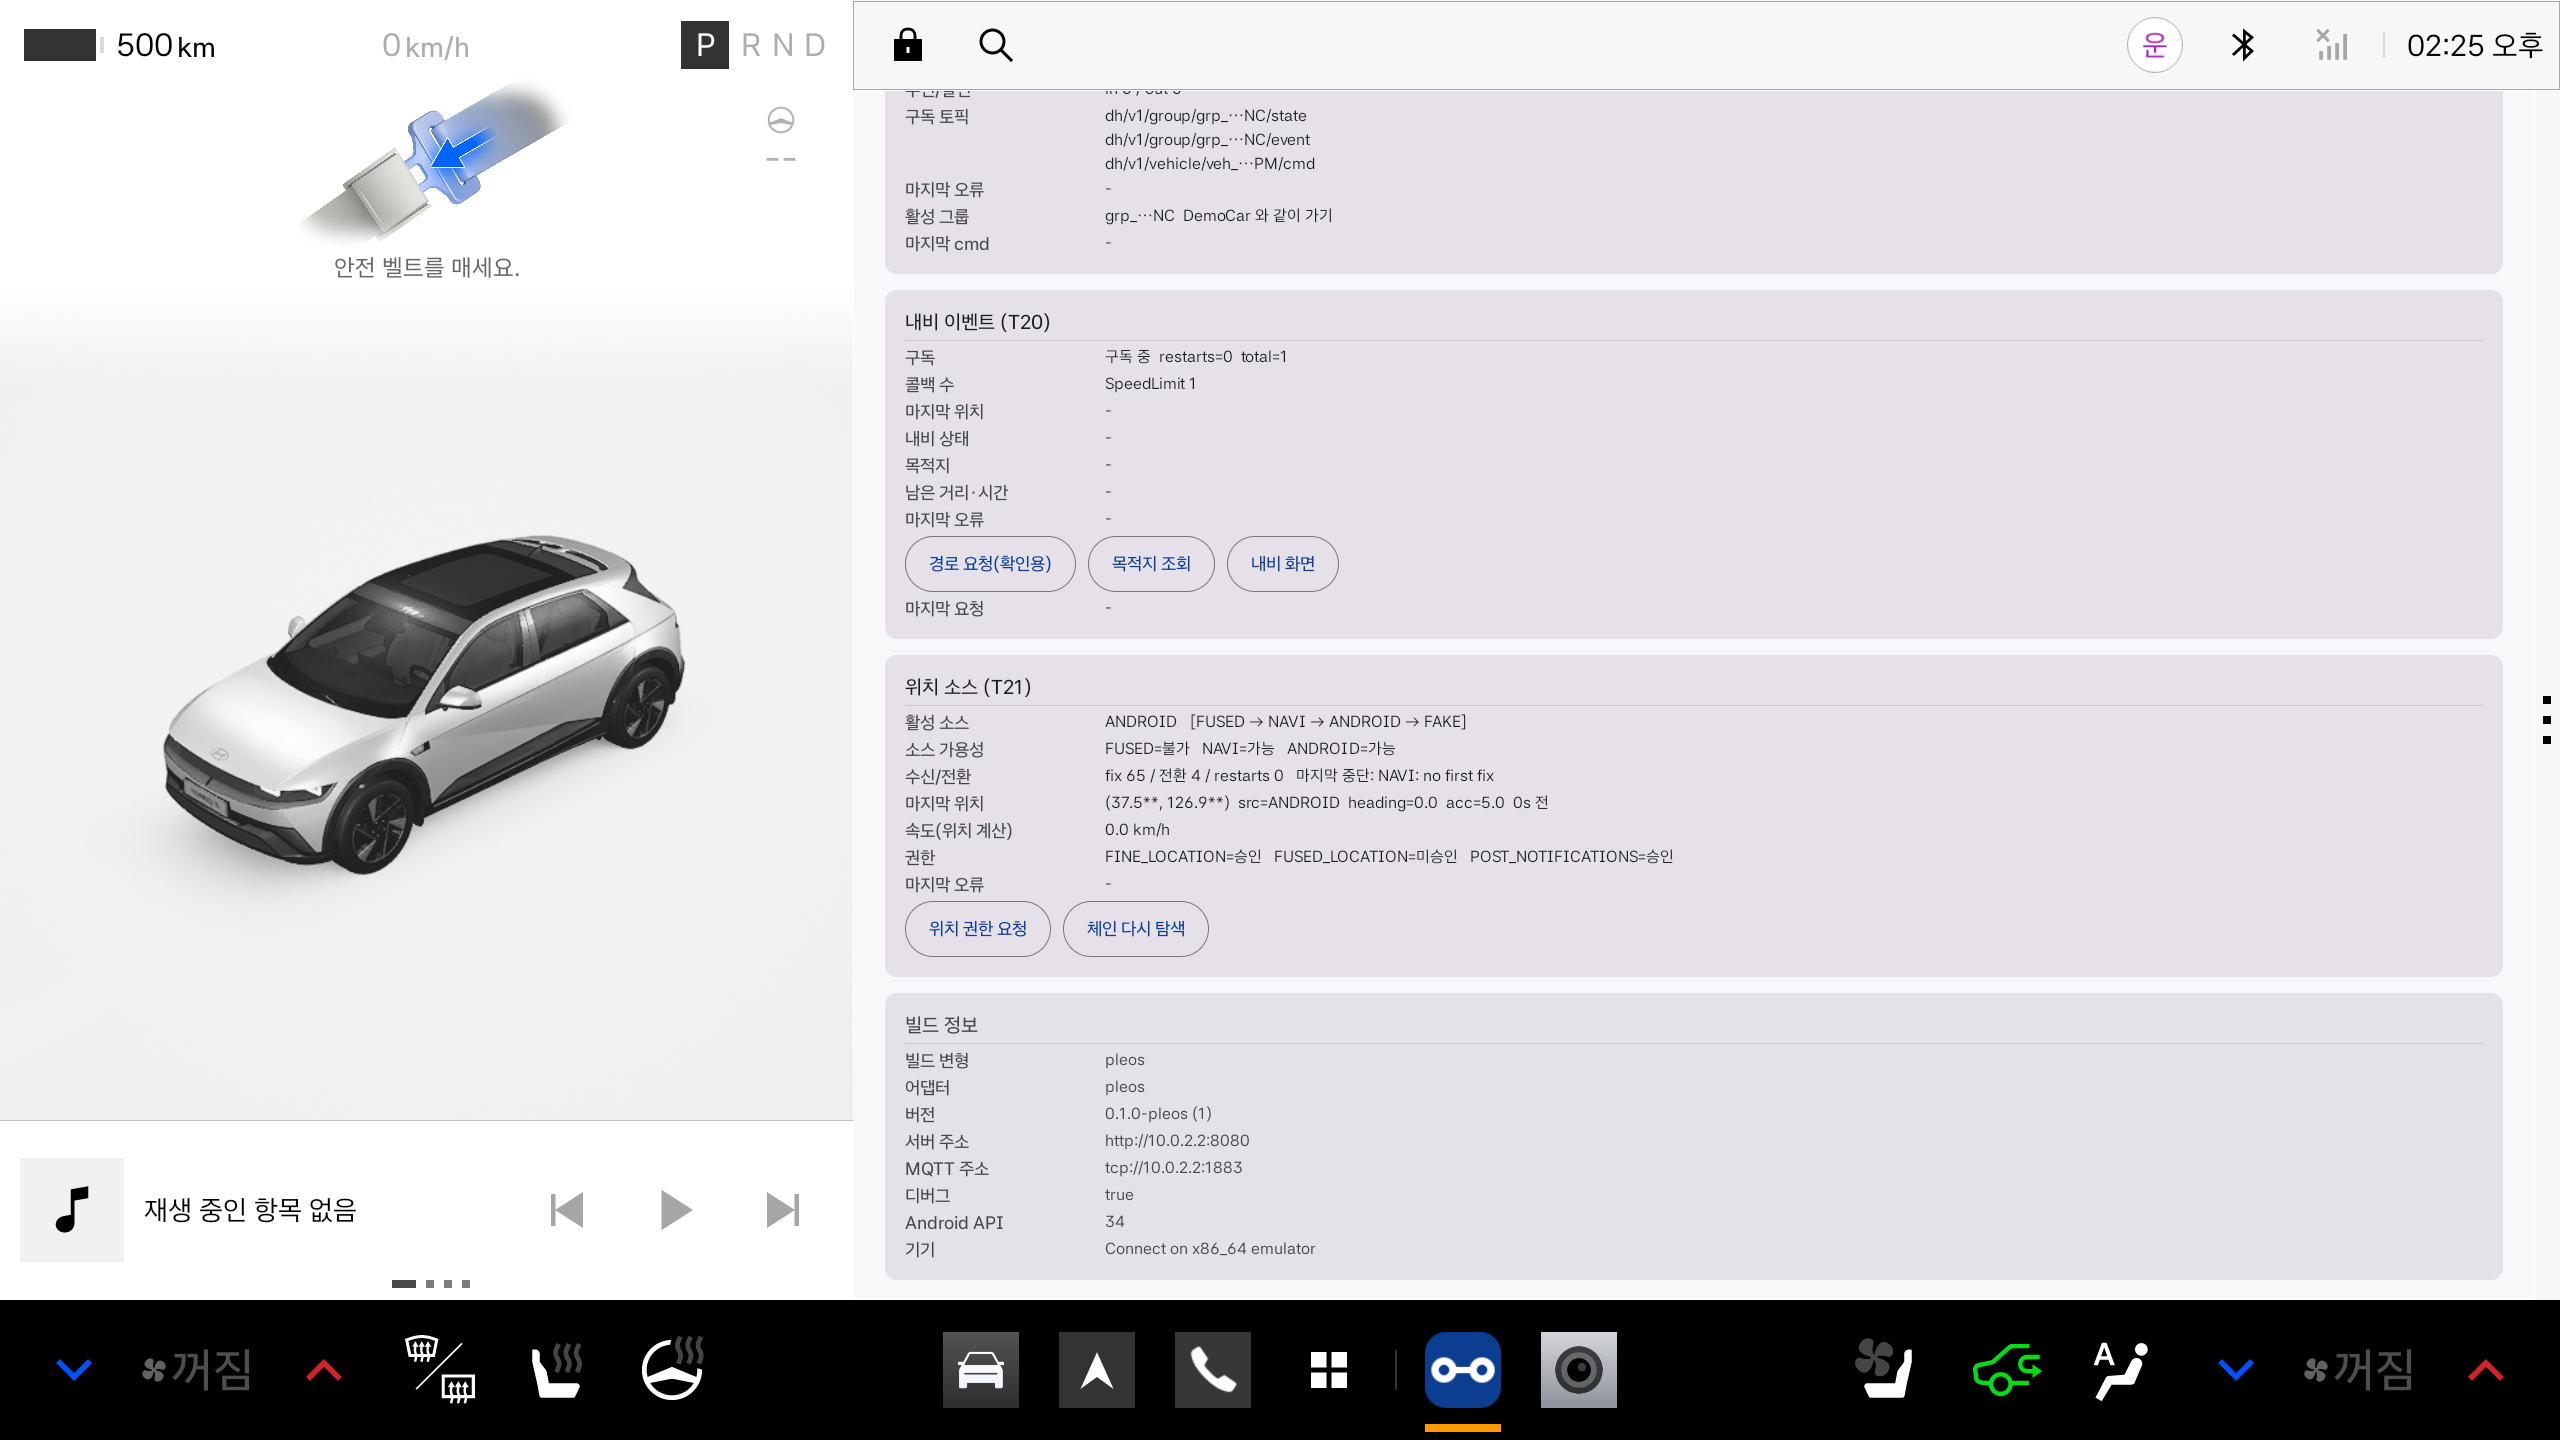 500 km
0 km/h
P R N D
안전 벨트를 매세요.
재생 중인 항목 없음
운
02:25 오후
구독 토픽 dh/v1/group/grp_⋯NC/state
dh/v1/group/grp_⋯NC/event
dh/v1/vehicle/veh_⋯PM/cmd
마지막 오류 -
활성 그룹 grp_⋯NC DemoCar 와 같이 가기
마지막 cmd -
내비 이벤트 (T20)
구독 구독 중 restarts=0 total=1
콜백 수 SpeedLimit 1
마지막 위치 -
내비 상태 -
목적지 -
남은 거리·시간 -
마지막 오류 -
경로 요청(확인용) 목적지 조회 내비 화면
마지막 요청 -
위치 소스 (T21)
활성 소스 ANDROID [FUSED → NAVI → ANDROID → FAKE]
소스 가용성 FUSED=불가 NAVI=가능 ANDROID=가능
수신/전환 fix 65 / 전환 4 / restarts 0 마지막 중단: NAVI: no first fix
마지막 위치 (37.5**, 126.9**) src=ANDROID heading=0.0 acc=5.0 0s 전
속도(위치 계산) 0.0 km/h
권한 FINE_LOCATION=승인 FUSED_LOCATION=미승인 POST_NOTIFICATIONS=승인
마지막 오류 -
위치 권한 요청 체인 다시 탐색
빌드 정보
빌드 변형 pleos
어댑터 pleos
버전 0.1.0-pleos (1)
서버 주소 http://10.0.2.2:8080
MQTT 주소 tcp://10.0.2.2:1883
디버그 true
Android API 34
기기 Connect on x86_64 emulator
꺼짐
A
꺼짐